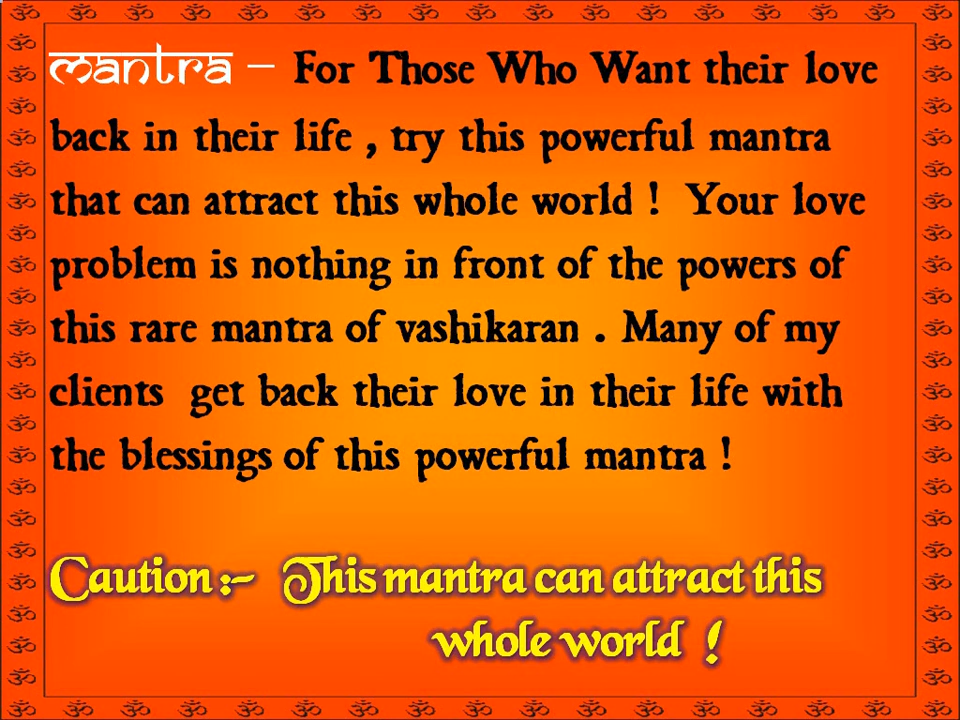 MANTRA – For Those Who Want their love
back in their life , try this powerful mantra
that can attract this whole world ! Your love
problem is nothing in front of the powers of
this rare mantra of vashikaran . Many of my
clients get back their love in their life with
the blessings of this powerful mantra !
Caution :- This mantra can attract this
whole world !